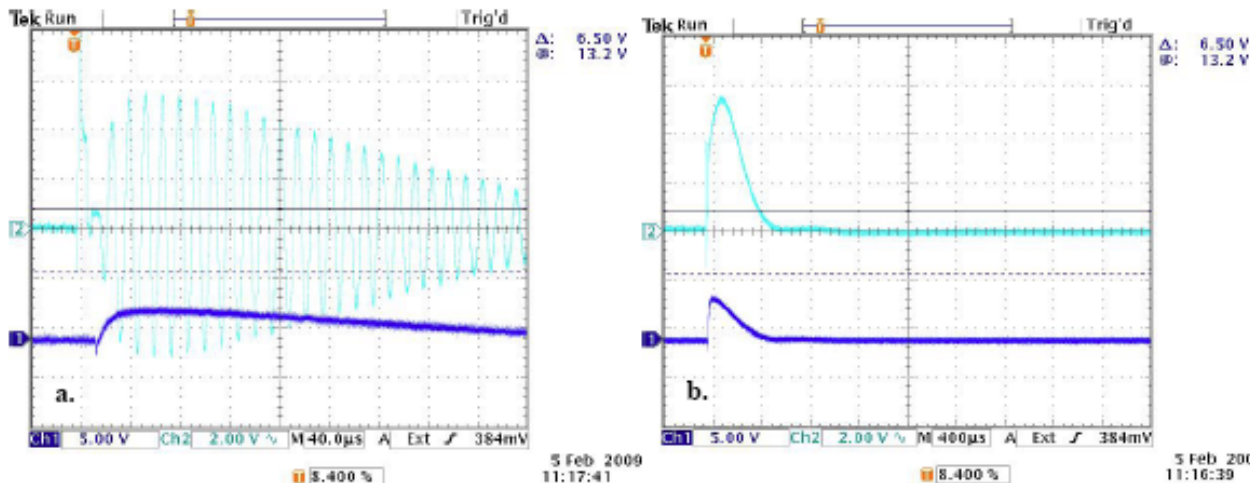 Tek Run Trig'd
T
Δ: 6.50 V
@: 13.2 V
2
1
a.
Ch1 5.00 V Ch2 2.00 V M 40.0µs A Ext 384mV
T 8.400 %
5 Feb 2009
11:17:41
Tek Run Trig'd
T
Δ: 6.50 V
@: 13.2 V
2
1
b.
Ch1 5.00 V Ch2 2.00 V M 400µs A Ext 384mV
T 8.400 %
5 Feb 200
11:16:39